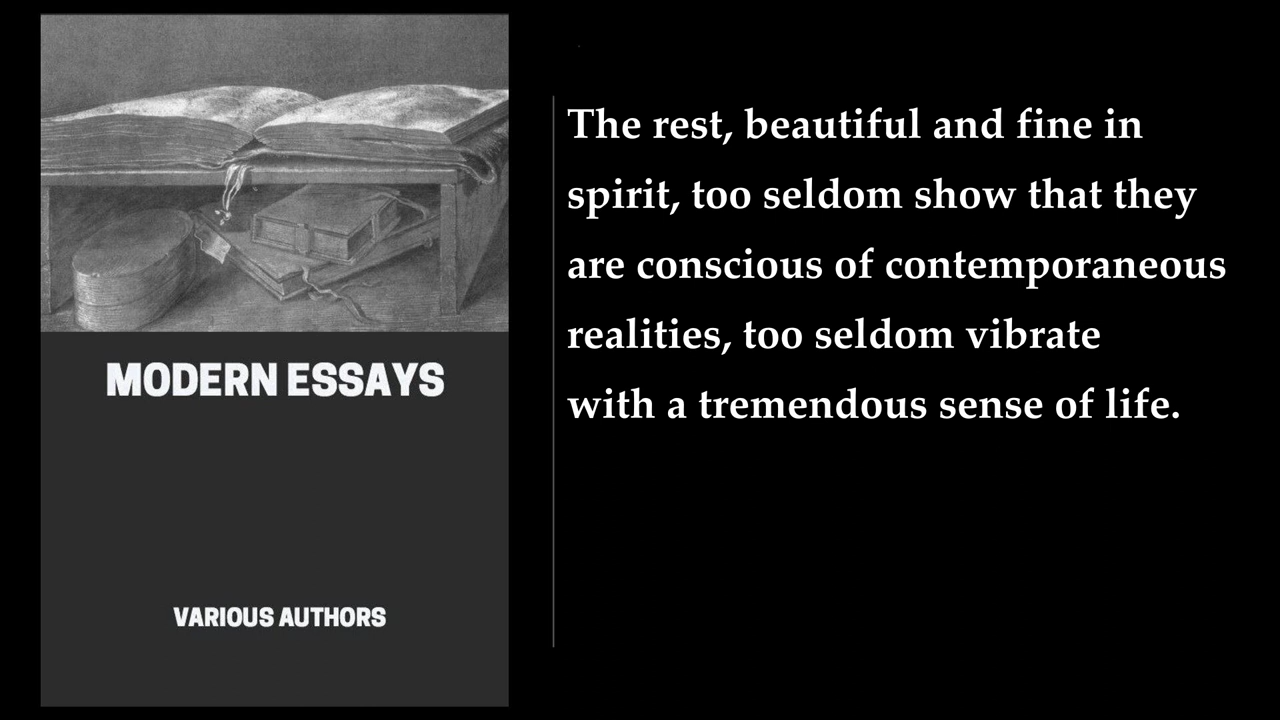 MODERN ESSAYS
VARIOUS AUTHORS
The rest, beautiful and fine in
spirit, too seldom show that they
are conscious of contemporaneous
realities, too seldom vibrate
with a tremendous sense of life.